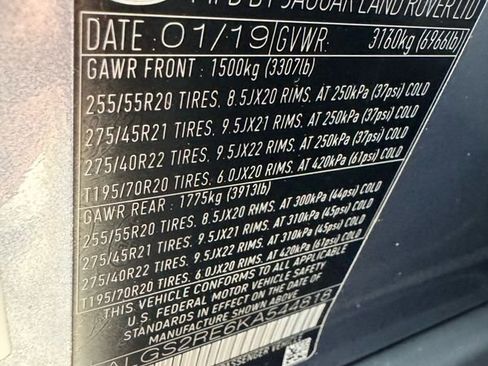 MFD BY JAGUAR LAND ROVER LTD
DATE: 01/19 GVWR: 3160kg (6966lb)
GAWR FRONT : 1500kg (3307lb)
255/55R20 TIRES, 8.5JX20 RIMS, AT 250kPa (37psi) COLD
275/45R21 TIRES, 9.5JX21 RIMS, AT 250kPa (37psi) COLD
275/40R22 TIRES, 9.5JX22 RIMS, AT 250kPa (37psi) COLD
T195/70R20 TIRES, 6.0JX20 RIMS, AT 420kPa (61psi) COLD
GAWR REAR : 1775kg (3913lb)
255/55R20 TIRES, 8.5JX20 RIMS, AT 300kPa (44psi) COLD
275/45R21 TIRES, 9.5JX21 RIMS, AT 310kPa (45psi) COLD
275/40R22 TIRES, 9.5JX22 RIMS, AT 310kPa (45psi) COLD
T195/70R20 TIRES, 6.0JX20 RIMS, AT 420kPa (61psi) COLD
THIS VEHICLE CONFORMS TO ALL APPLICABLE
U.S. FEDERAL MOTOR VEHICLE SAFETY
STANDARDS IN EFFECT ON THE DATE OF
MANUFACTURE SHOWN ABOVE
ALGS2RE6KA544818
PASSENGER VEHICLE